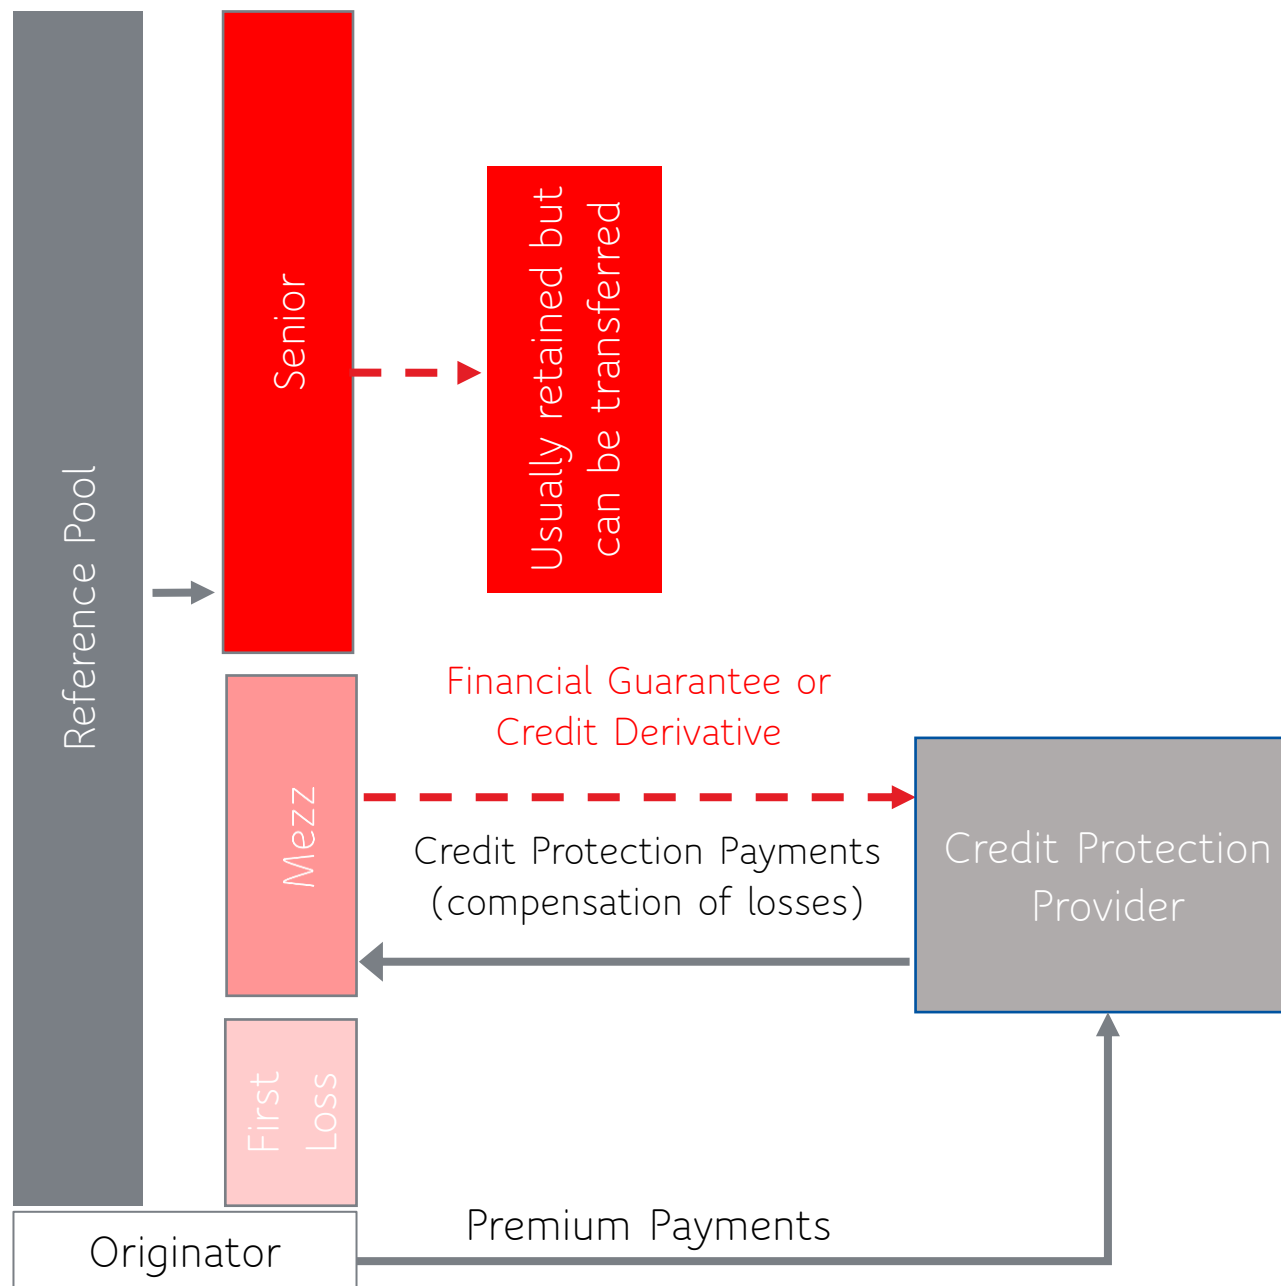 Reference Pool
Senior
Usually retained but
can be transferred
Financial Guarantee or
Credit Derivative
Mezz
Credit Protection Payments
(compensation of losses)
Credit Protection
Provider
First
Loss
Originator
Premium Payments